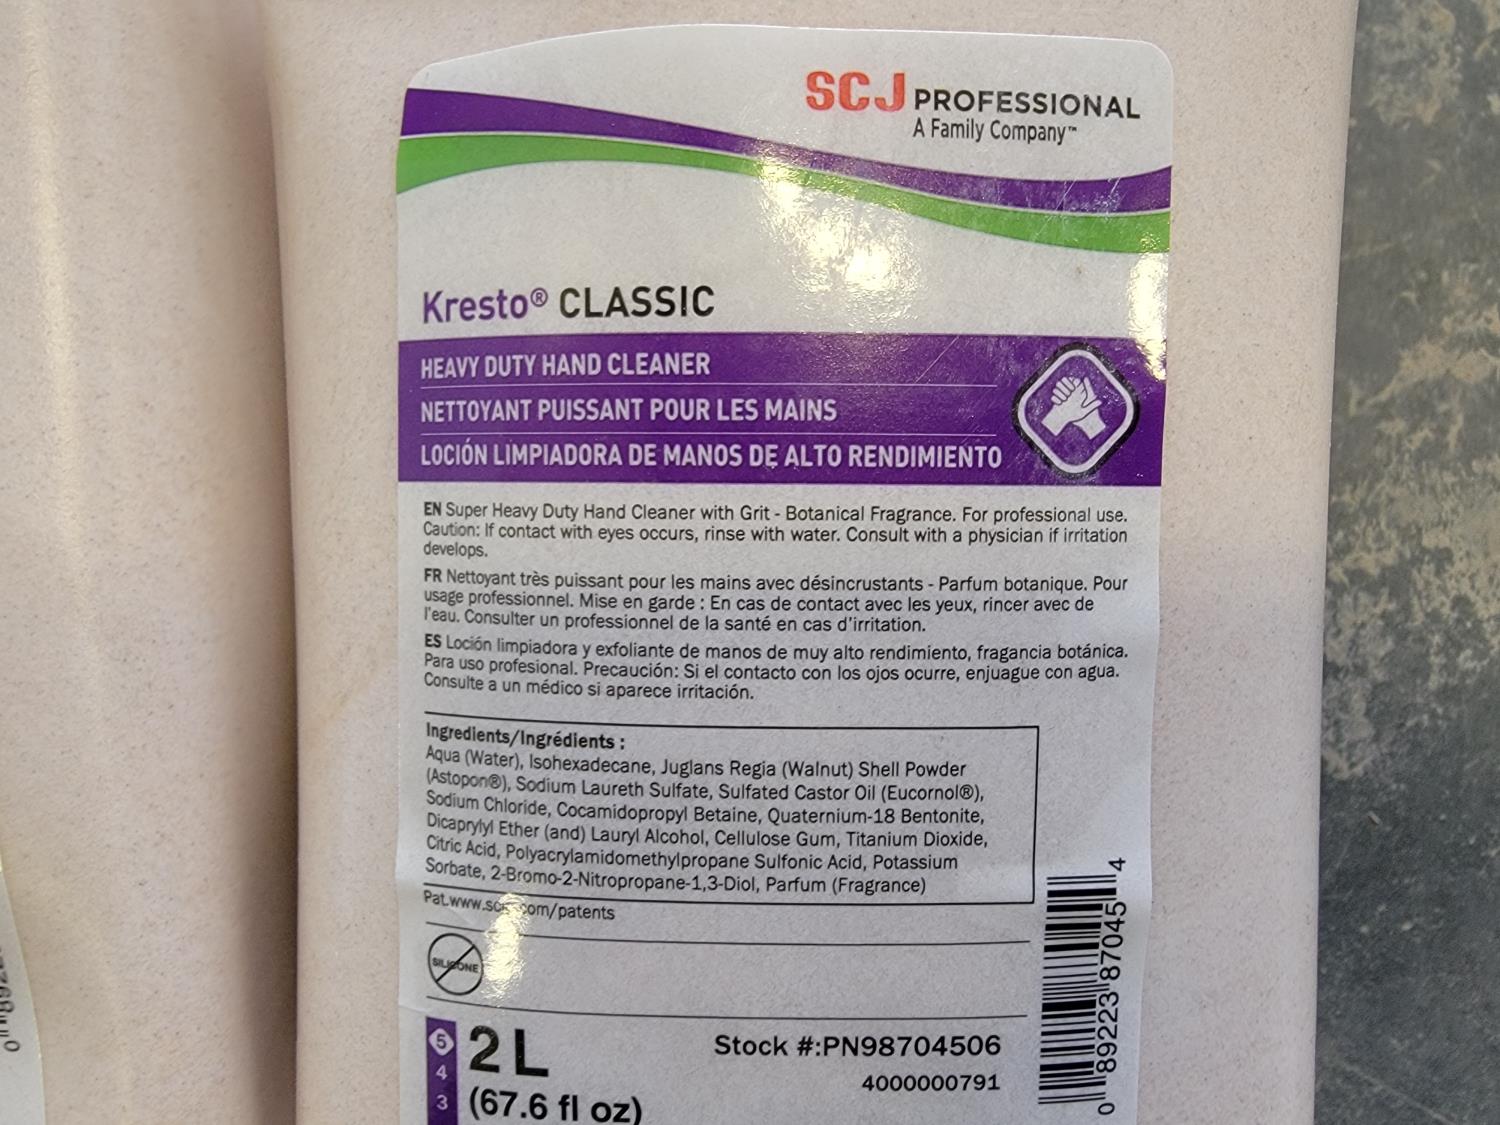 SCJ PROFESSIONAL
A Family Company™
Kresto® CLASSIC
HEAVY DUTY HAND CLEANER
NETTOYANT PUISSANT POUR LES MAINS
LOCIÓN LIMPIADORA DE MANOS DE ALTO RENDIMIENTO
EN Super Heavy Duty Hand Cleaner with Grit - Botanical Fragrance. For professional use.
Caution: If contact with eyes occurs, rinse with water. Consult with a physician if irritation
develops.
FR Nettoyant très puissant pour les mains avec désincrustants - Parfum botanique. Pour
usage professionnel. Mise en garde : En cas de contact avec les yeux, rincer avec de
l'eau. Consulter un professionnel de la santé en cas d'irritation.
ES Loción limpiadora y exfoliante de manos de muy alto rendimiento, fragancia botánica.
Para uso profesional. Precaución: Si el contacto con los ojos ocurre, enjuague con agua.
Consulte a un médico si aparece irritación.
Ingredients/Ingrédients :
Aqua (Water), Isohexadecane, Juglans Regia (Walnut) Shell Powder
(Astopon®), Sodium Laureth Sulfate, Sulfated Castor Oil (Eucornol®),
Sodium Chloride, Cocamidopropyl Betaine, Quaternium-18 Bentonite,
Dicaprylyl Ether (and) Lauryl Alcohol, Cellulose Gum, Titanium Dioxide,
Citric Acid, Polyacrylamidomethylpropane Sulfonic Acid, Potassium
Sorbate, 2-Bromo-2-Nitropropane-1,3-Diol, Parfum (Fragrance)
SILICONE
5
4
3
2 L
(67.6 fl oz)
Stock #:PN98704506
4000000791
0 89223 87045 4